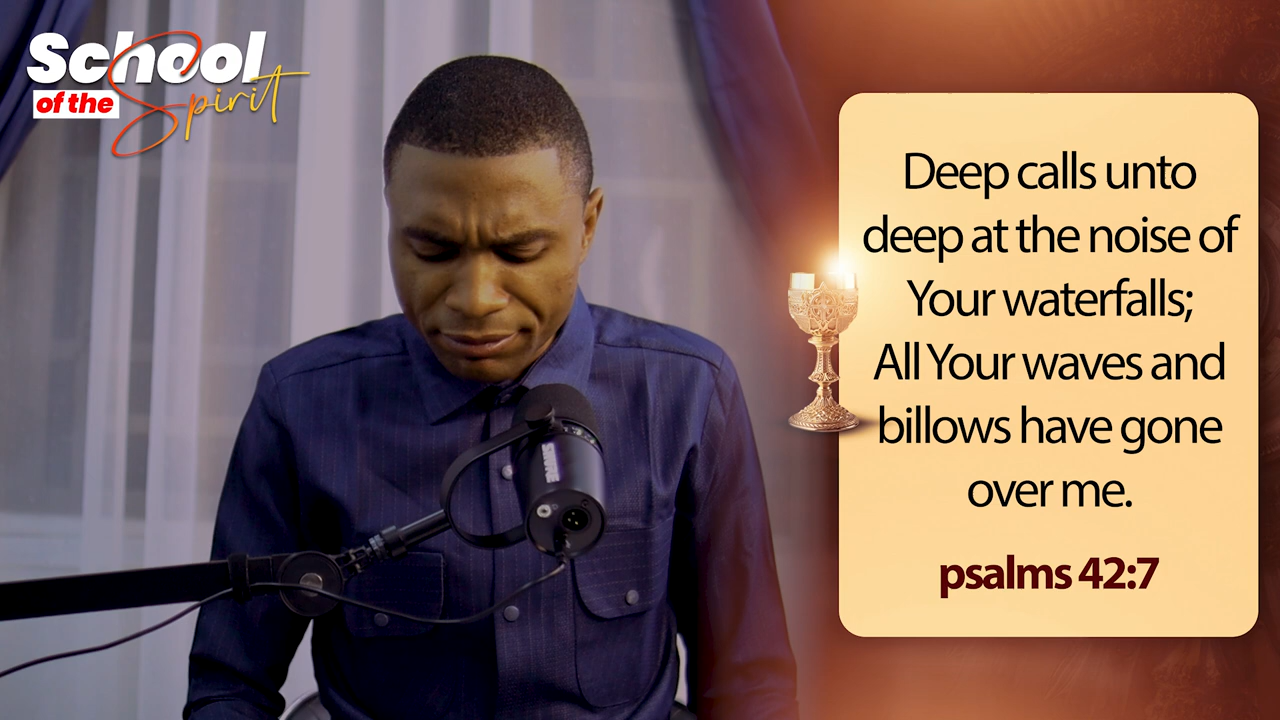 School
of the Spirit
SHURE
Deep calls unto
deep at the noise of
Your waterfalls;
All Your waves and
billows have gone
over me.
psalms 42:7